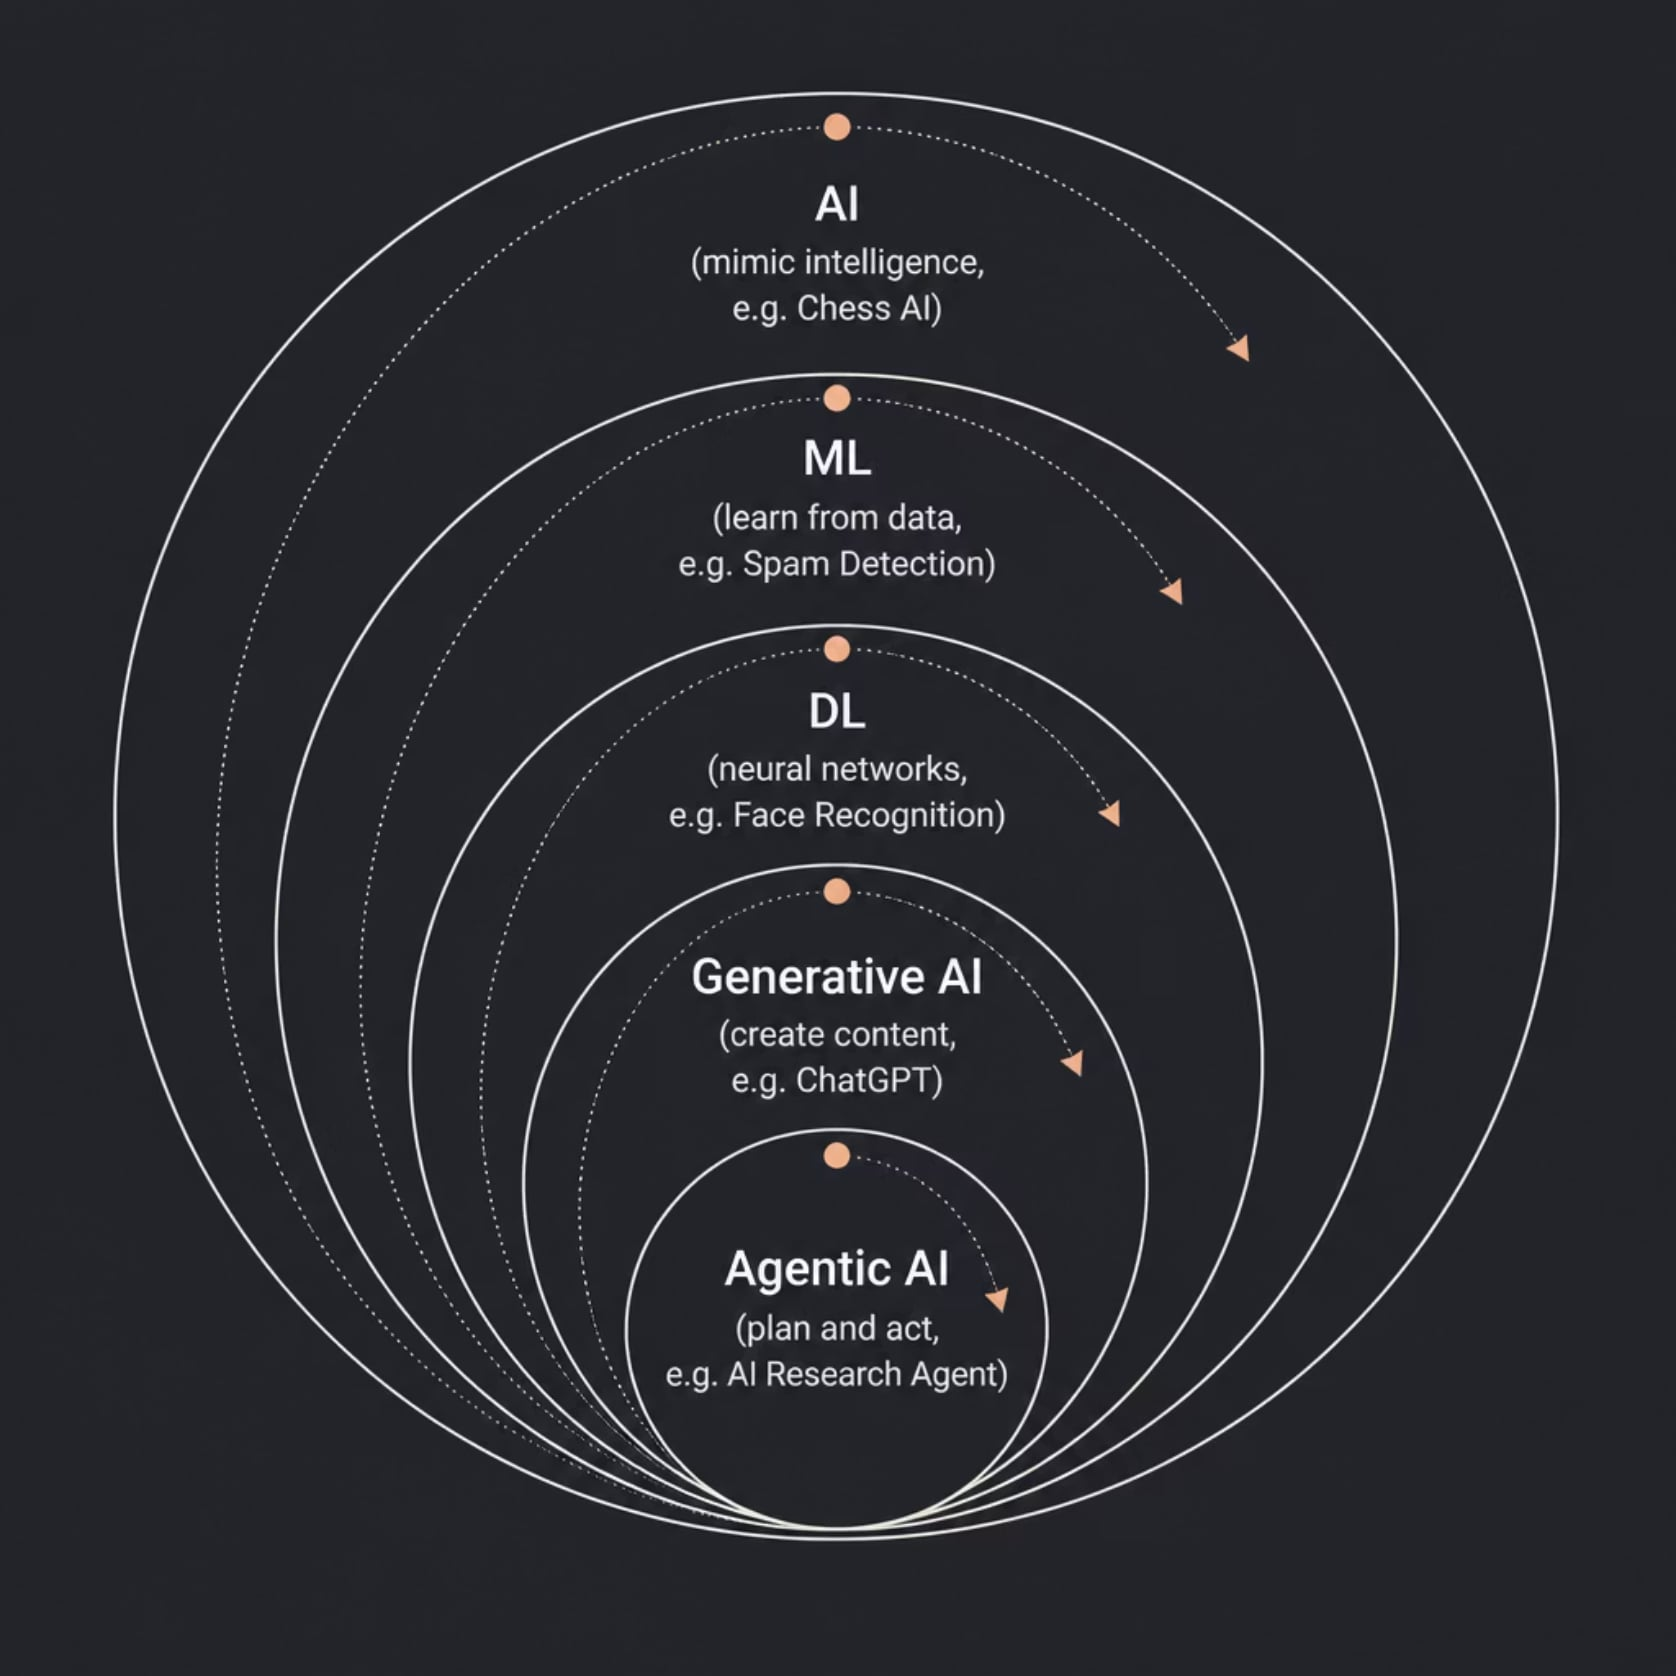 AI
(mimic intelligence,
e.g. Chess AI)
ML
(learn from data,
e.g. Spam Detection)
DL
(neural networks,
e.g. Face Recognition)
Generative AI
(create content,
e.g. ChatGPT)
Agentic AI
(plan and act,
e.g. AI Research Agent)